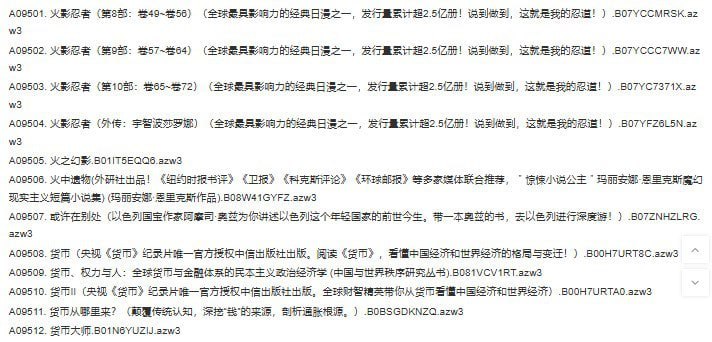 A09501. 火影忍者（第8部：卷49~卷56）（全球最具影响力的经典日漫之一，发行量累计超2.5亿册！说到做到，这就是我的忍道！）.B07YCCMRSK.az
w3
A09502. 火影忍者（第9部：卷57~卷64）（全球最具影响力的经典日漫之一，发行量累计超2.5亿册！说到做到，这就是我的忍道！）.B07YCCC7WW.az
w3
A09503. 火影忍者（第10部：卷65~卷72）（全球最具影响力的经典日漫之一，发行量累计超2.5亿册！说到做到，这就是我的忍道！）.B07YC7371X.az
w3
A09504. 火影忍者（外传：宇智波莎罗娜）（全球最具影响力的经典日漫之一，发行量累计超2.5亿册！说到做到，这就是我的忍道！）.B07YFZ6L5N.az
w3
A09505. 火之幻影.B01IT5EQQ6.azw3
A09506. 火中遗物(外研社出品！《纽约时报书评》《卫报》《科克斯评论》《环球邮报》等多家媒体联合推荐，＂惊悚小说公主＂玛丽安娜·恩里克斯魔幻
现实主义短篇小说集) (玛丽安娜·恩里克斯作品).B08W41GYFZ.azw3
A09507. 或许在别处（以色列国宝作家阿摩司·奥兹为你讲述以色列这个年轻国家的前世今生。带一本奥兹的书，去以色列进行深度游！）.B07ZNHZLRG.
azw3
A09508. 货币（央视《货币》纪录片唯一官方授权中信出版社出版。阅读《货币》，看懂中国经济和世界经济的格局与变迁！）.B00H7URT8C.azw3
A09509. 货币、权力与人：全球货币与金融体系的民本主义政治经济学 (中国与世界秩序研究丛书).B081VCV1RT.azw3
A09510. 货币II（央视《货币》纪录片唯一官方授权中信出版社出版。全球财智精英带你从货币看懂中国经济和世界经济）.B00H7URTA0.azw3
A09511. 货币从哪里来？（颠覆传统认知，深挖“钱”的来源，剖析通胀根源。）.B0BSGDKNZQ.azw3
A09512. 货币大师.B01N6YUZIJ.azw3